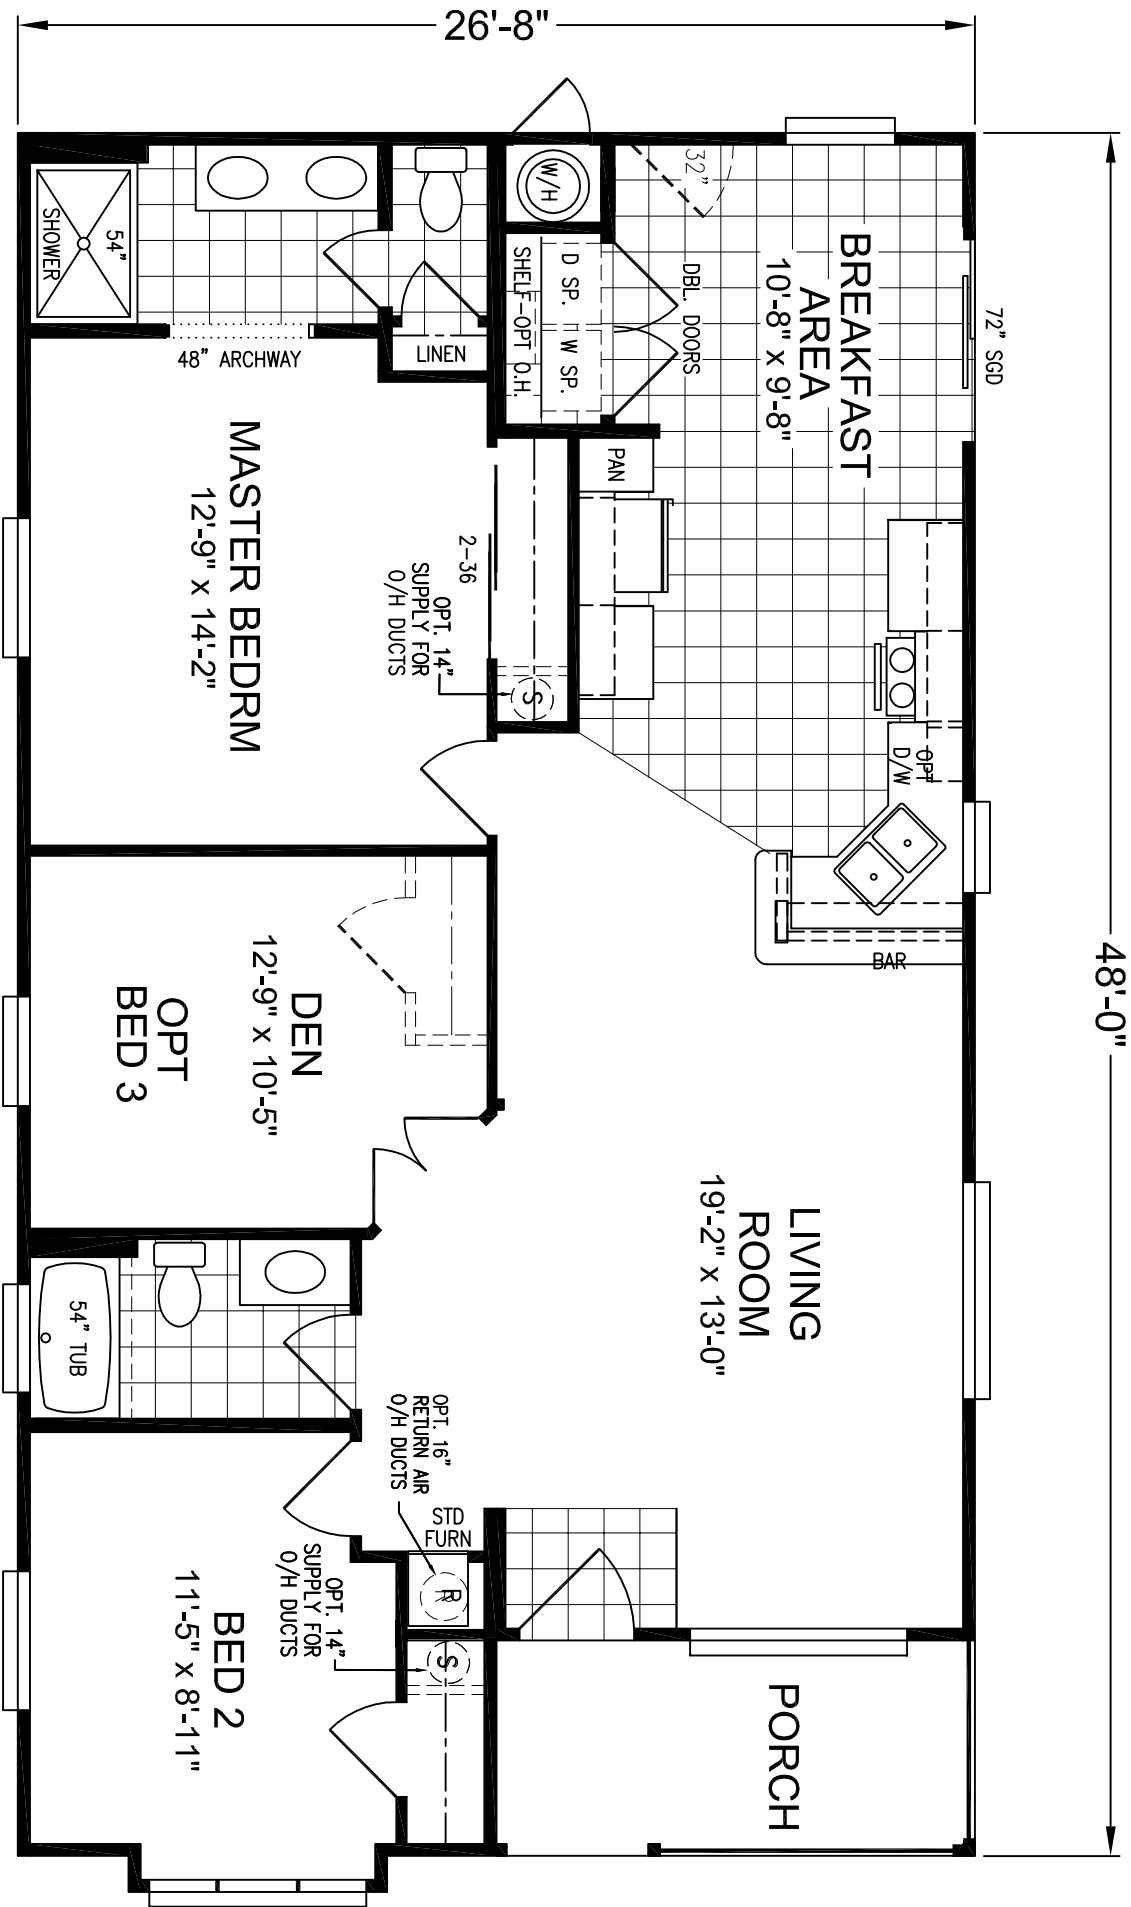 26'-8"
48'-0"
72" SGD
BREAKFAST
AREA
10'-8" x 9'-8"
32"
DBL. DOORS
W/H
D SP.
W SP.
SHELF-OPT O.H.
PAN
OPT
D/W
BAR
LINEN
54"
SHOWER
48" ARCHWAY
MASTER BEDRM
12'-9" x 14'-2"
2-36
OPT. 14"
SUPPLY FOR
O/H DUCTS
S
LIVING
ROOM
19'-2" x 13'-0"
DEN
12'-9" x 10'-5"
OPT
BED 3
54" TUB
OPT. 16"
RETURN AIR
O/H DUCTS
STD
FURN
R
OPT. 14"
SUPPLY FOR
O/H DUCTS
S
BED 2
11'-5" x 8'-11"
PORCH